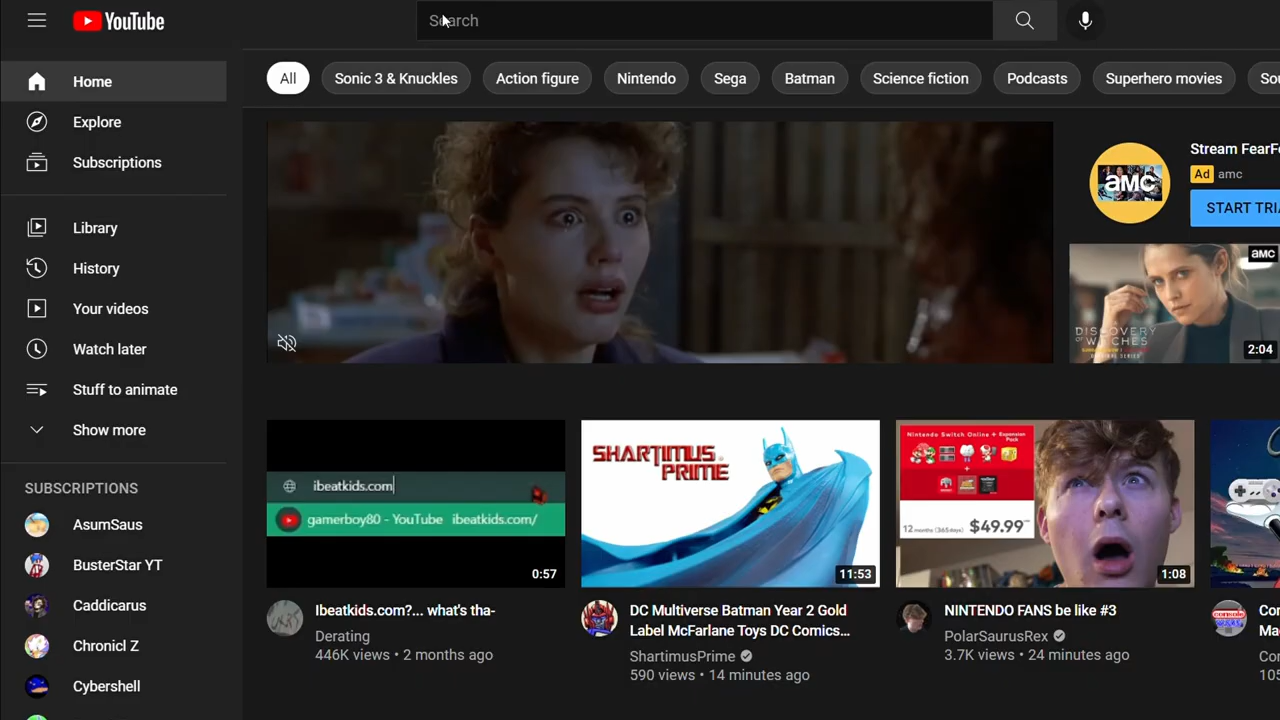 YouTube
Search
All
Sonic 3 & Knuckles
Action figure
Nintendo
Sega
Batman
Science fiction
Podcasts
Superhero movies
Home
Explore
Subscriptions
Library
History
Your videos
Watch later
Stuff to animate
Show more
SUBSCRIPTIONS
AsumSaus
BusterStar YT
Caddicarus
Chronicl Z
Cybershell
amc
Stream FearF
Ad amc
START TRI
amc
DISCOVERY
OF WITCHES
2:04
ibeatkids.com
gamerboy80 - YouTube ibeatkids.com/
0:57
Ibeatkids.com?... what's tha-
Derating
446K views • 2 months ago
SHARTIMUS
PRIME
11:53
DC Multiverse Batman Year 2 Gold
Label McFarlane Toys DC Comics...
ShartimusPrime
590 views • 14 minutes ago
Nintendo Switch Online + Expansion
Pack
12 months (365 days) $49.99
1:08
NINTENDO FANS be like #3
PolarSaurusRex
3.7K views • 24 minutes ago